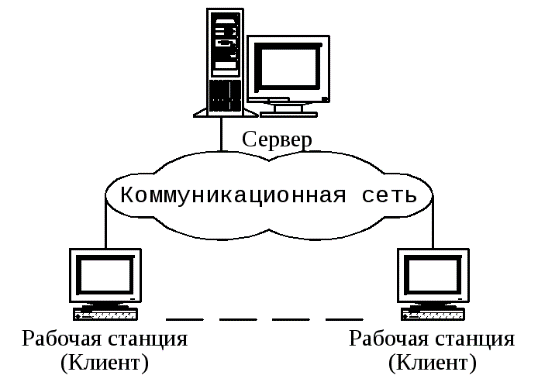 Сервер
Коммуникационная сеть
Рабочая станция
(Клиент)
Рабочая станция
(Клиент)